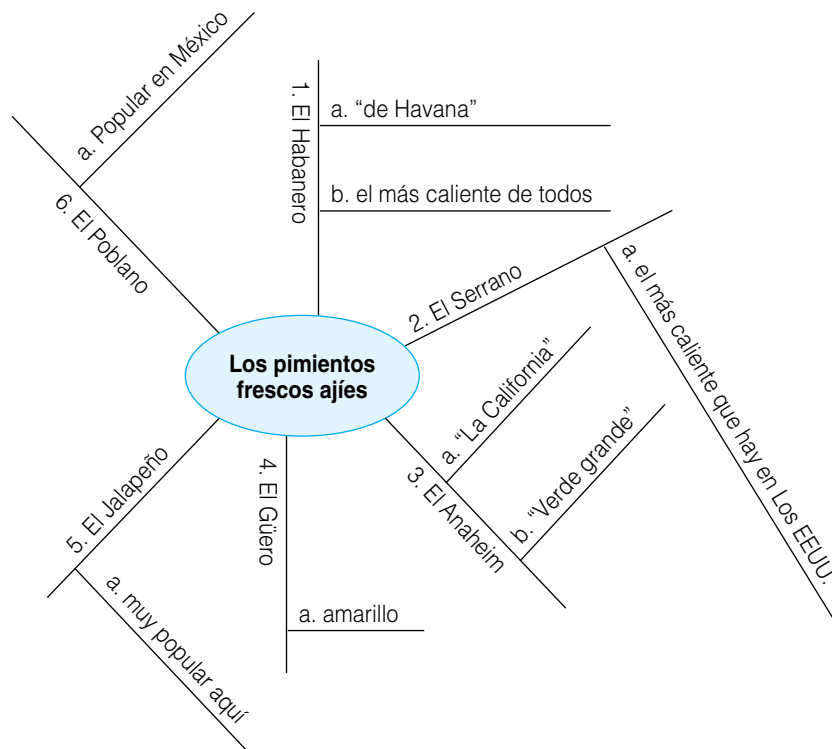 Los pimientos
frescos ajíes
1. El Habanero
a. “de Havana”
b. el más caliente de todos
2. El Serrano
a. el más caliente que hay en Los EEUU.
3. El Anaheim
a. “La California”
b. “Verde grande”
4. El Güero
a. amarillo
5. El Jalapeño
a. muy popular aquí
6. El Poblano
a. Popular en México